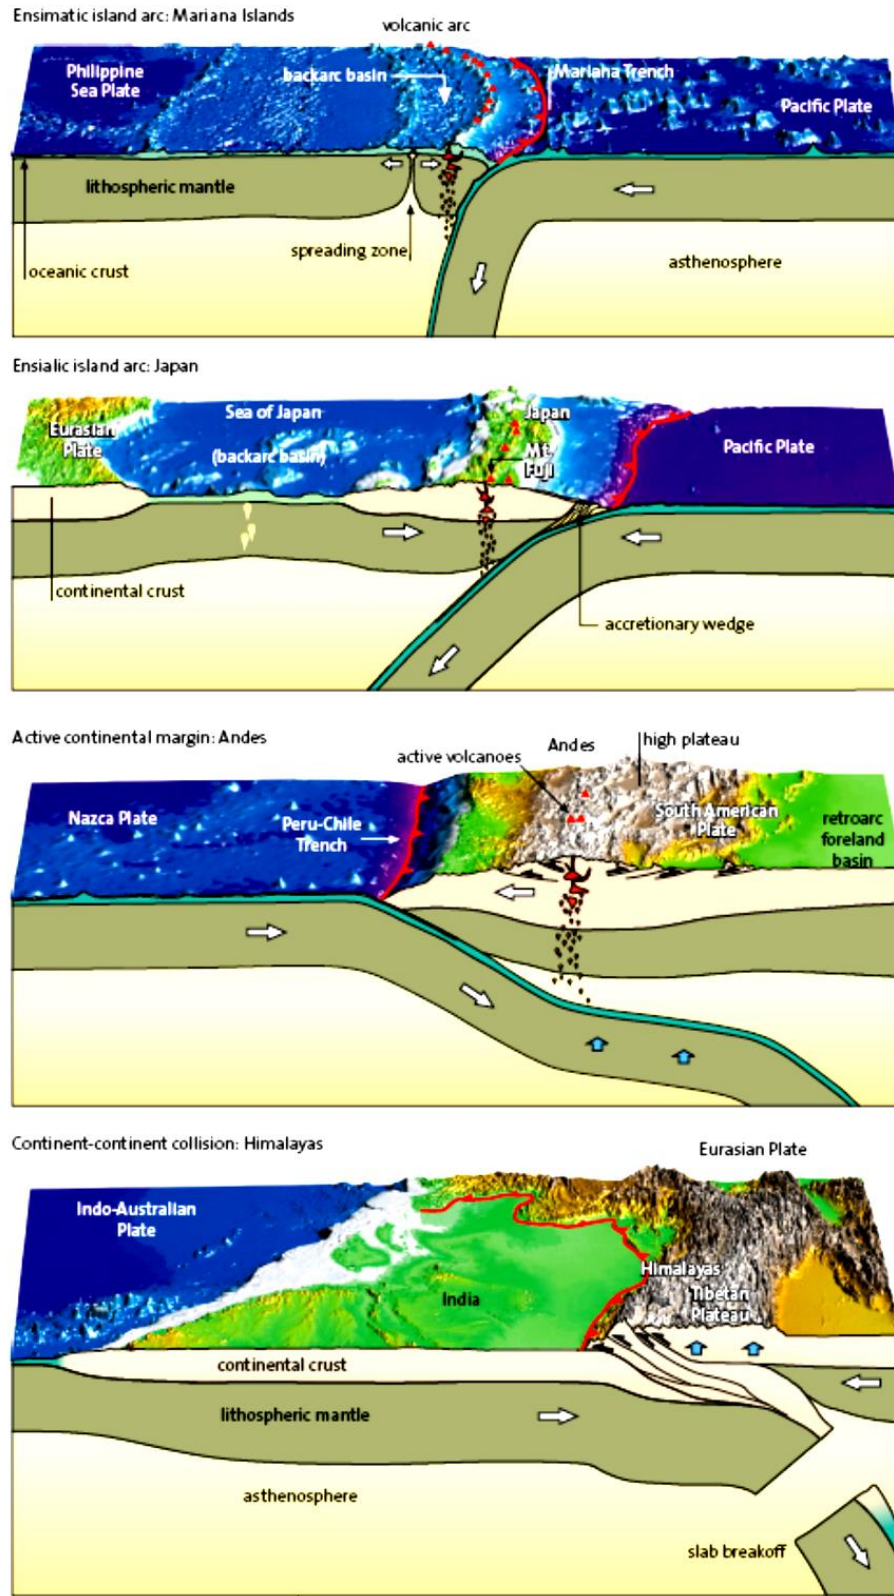 Ensimatic island arc: Mariana Islands
volcanic arc
Philippine
Sea Plate
backarc basin
Mariana Trench
Pacific Plate
lithospheric mantle
spreading zone
oceanic crust
asthenosphere
Ensialic island arc: Japan
Eurasian
Plate
Sea of Japan
(backarc basin)
Japan
Mt.
Fuji
Pacific Plate
continental crust
accretionary wedge
Active continental margin: Andes
active volcanoes
Andes
high plateau
Nazca Plate
Peru-Chile
Trench
South American
Plate
retroarc
foreland
basin
Continent-continent collision: Himalayas
Eurasian Plate
Indo-Australian
Plate
India
Himalayas
Tibetan
Plateau
continental crust
lithospheric mantle
asthenosphere
slab breakoff